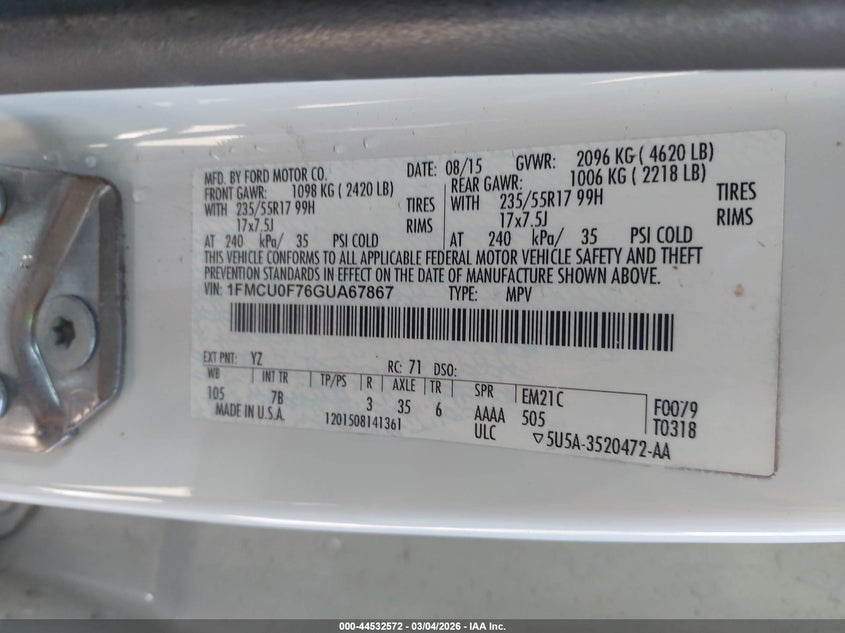 MFD. BY FORD MOTOR CO. DATE: 08/15 GVWR: 2096 KG ( 4620 LB)
FRONT GAWR: 1098 KG ( 2420 LB) REAR GAWR: 1006 KG ( 2218 LB)
WITH 235/55R17 99H TIRES WITH 235/55R17 99H TIRES
17x7.5J RIMS 17x7.5J RIMS
AT 240 kPa/ 35 PSI COLD AT 240 kPa/ 35 PSI COLD
THIS VEHICLE CONFORMS TO ALL APPLICABLE FEDERAL MOTOR VEHICLE SAFETY AND THEFT
PREVENTION STANDARDS IN EFFECT ON THE DATE OF MANUFACTURE SHOWN ABOVE.
VIN: 1FMCU0F76GUA67867 TYPE: MPV
EXT PNT: YZ RC: 71 DSO:
WB INT TR TP/PS R AXLE TR SPR EM21C F0079
105 7B 3 35 6 AAAA 505 T0318
MADE IN U.S.A. 1201508141361 ULC ▽5U5A-3520472-AA
000-44532572 — 03/04/2026 — IAA Inc.